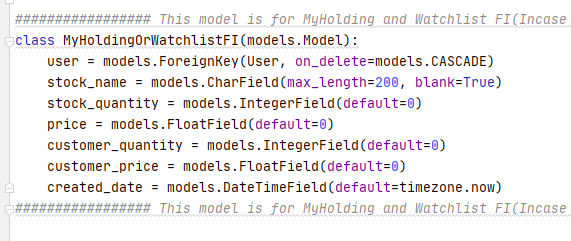 ################# This model is for MyHolding and Watchlist FI(Incase
class MyHoldingOrWatchlistFI(models.Model):
    user = models.ForeignKey(User, on_delete=models.CASCADE)
    stock_name = models.CharField(max_length=200, blank=True)
    stock_quantity = models.IntegerField(default=0)
    price = models.FloatField(default=0)
    customer_quantity = models.IntegerField(default=0)
    customer_price = models.FloatField(default=0)
    created_date = models.DateTimeField(default=timezone.now)
################# This model is for MyHolding and Watchlist FI(Incase